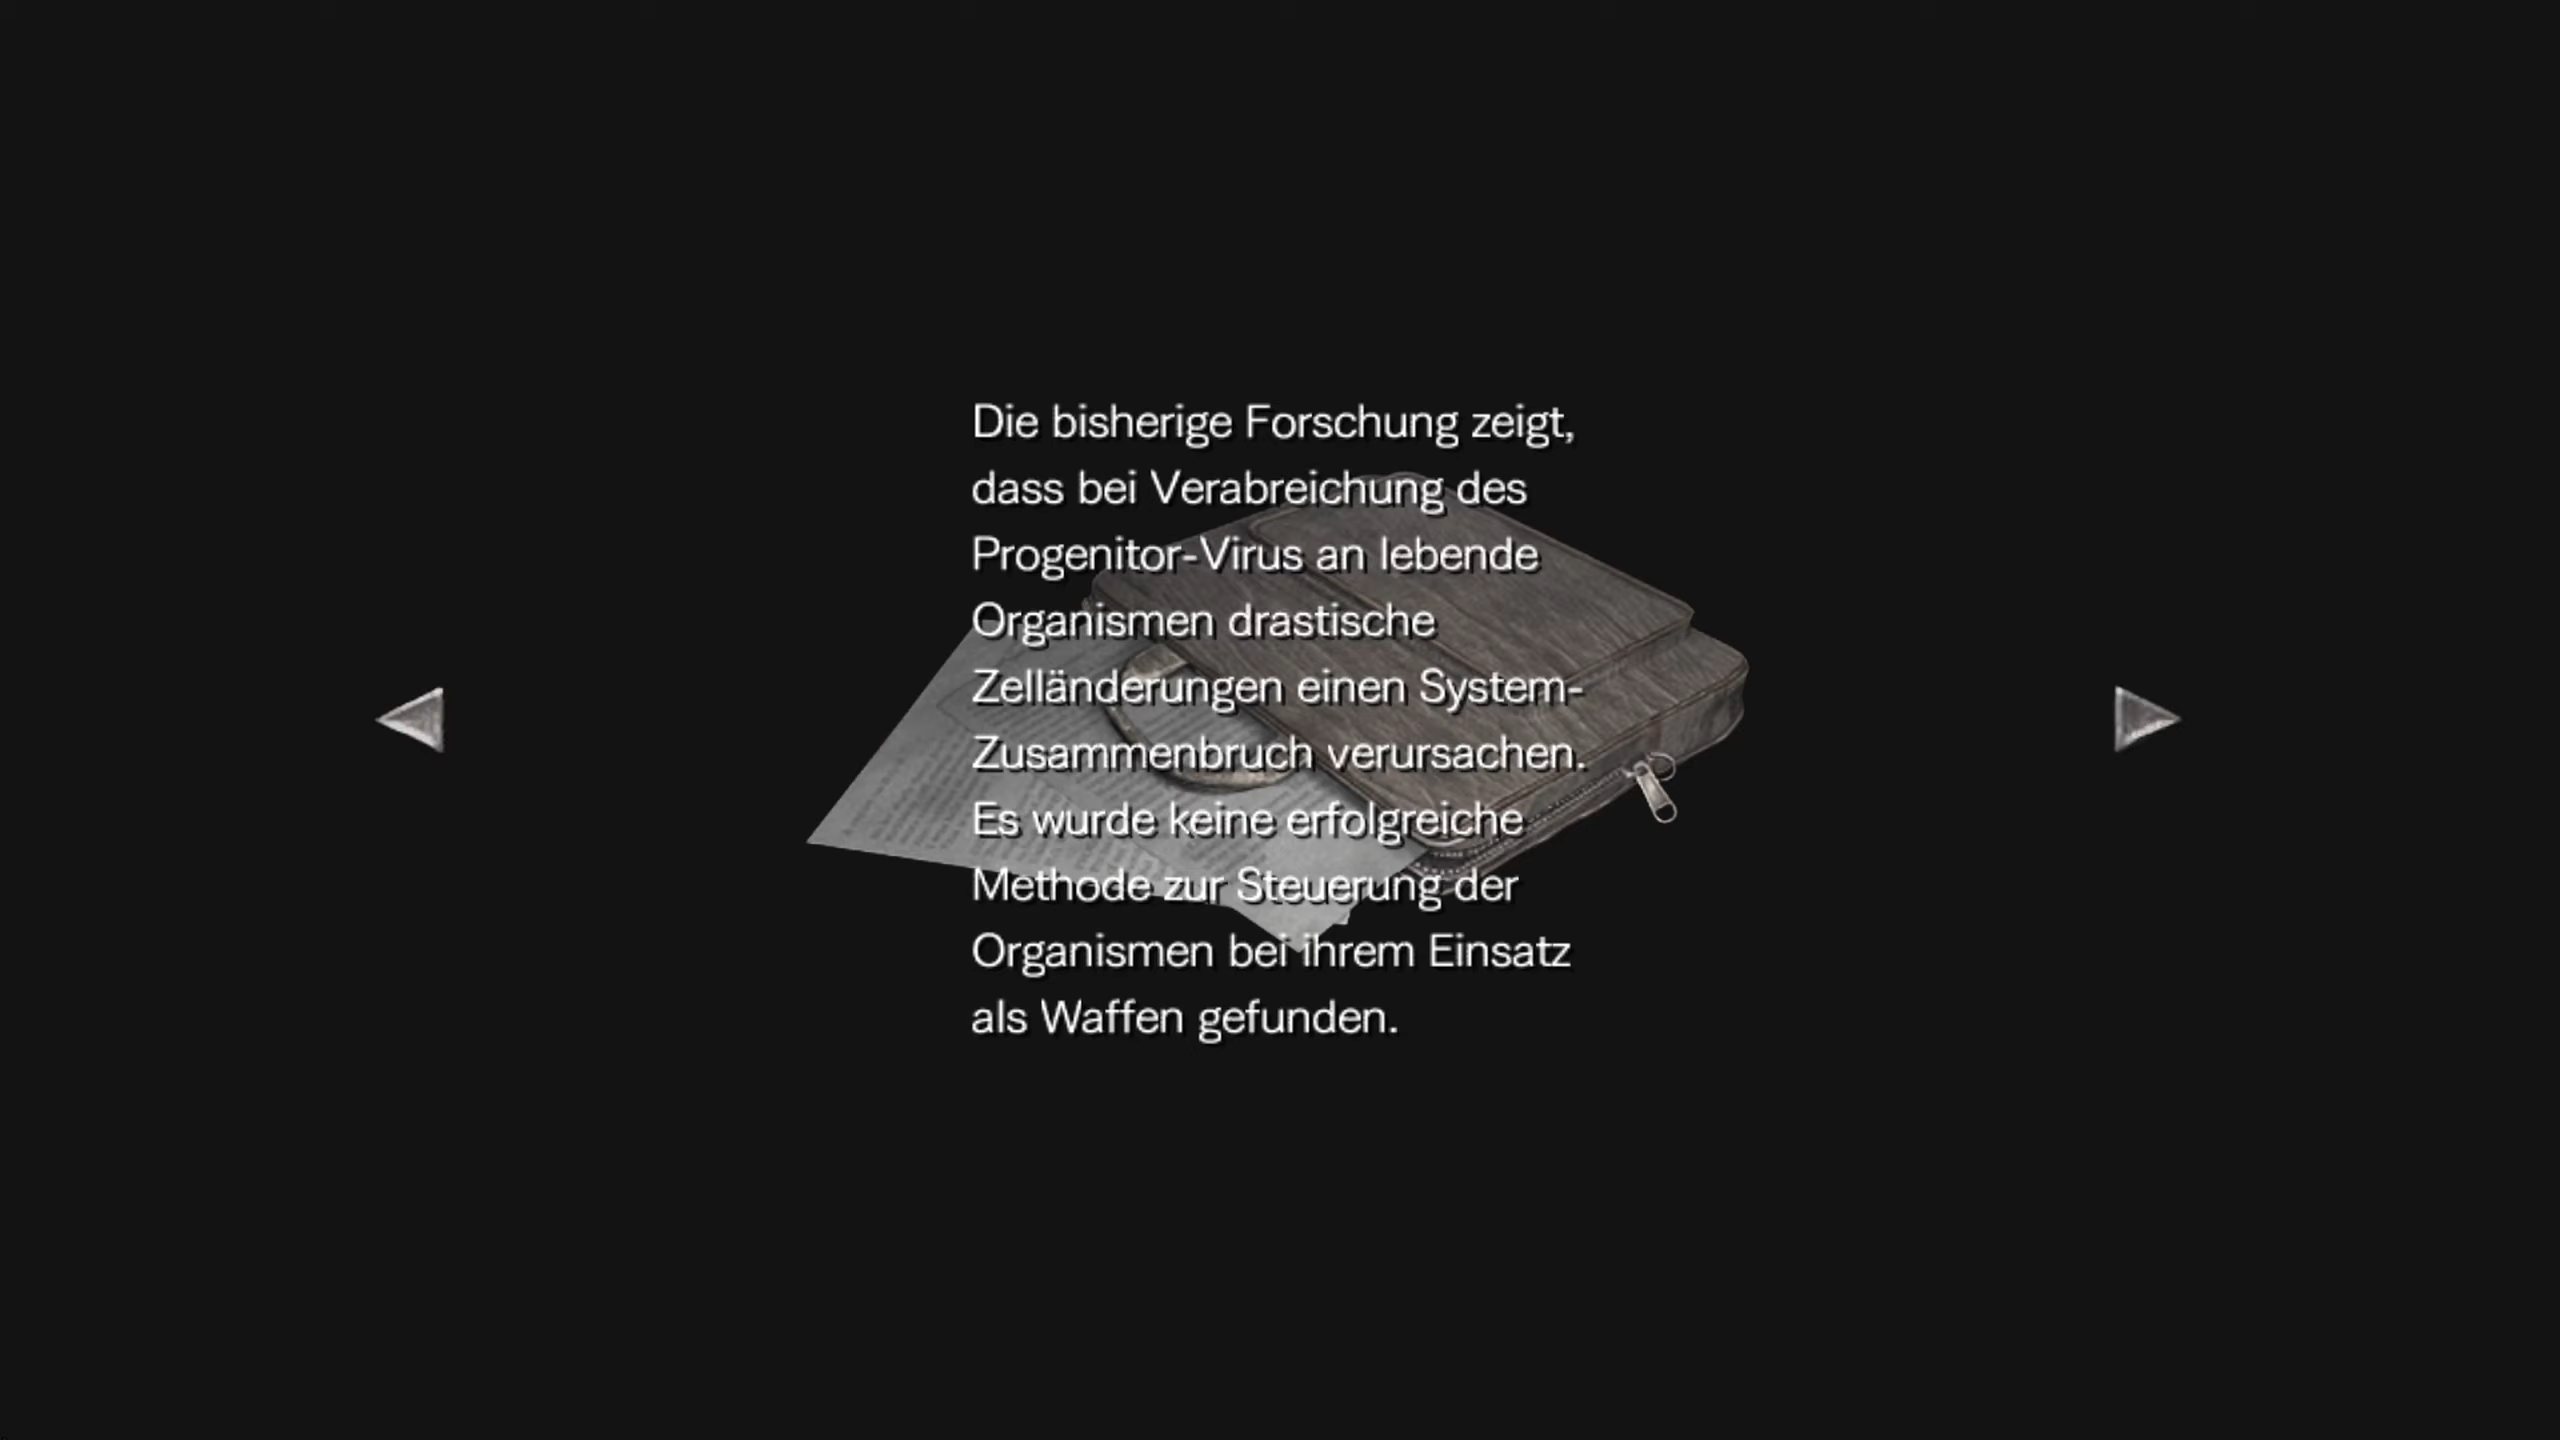 Die bisherige Forschung zeigt,
dass bei Verabreichung des
Progenitor-Virus an lebende
Organismen drastische
Zelländerungen einen System-
Zusammenbruch verursachen.
Es wurde keine erfolgreiche
Methode zur Steuerung der
Organismen bei ihrem Einsatz
als Waffen gefunden.